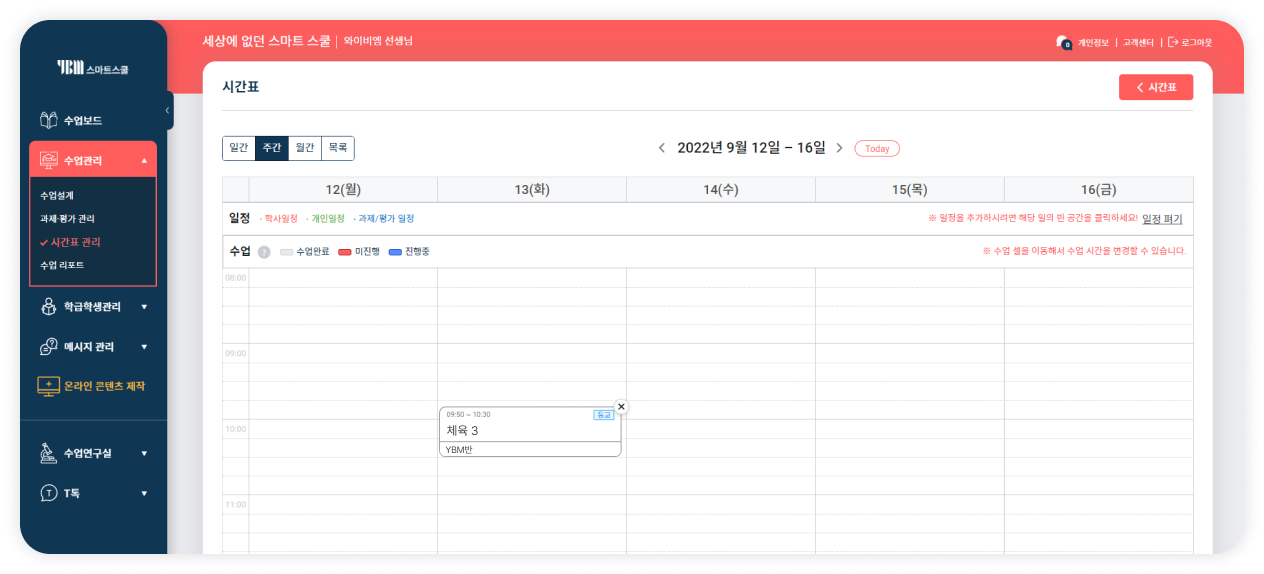 세상에 없던 스마트 스쿨 | 와이비엠 선생님
0 개인정보 | 고객센터 | 로그아웃
YBM 스마트스쿨
수업보드
수업관리
수업설계
과제·평가 관리
시간표 관리
수업 리포트
학급학생관리
메시지 관리
온라인 콘텐츠 제작
수업연구실
T톡
시간표
시간표
일간 주간 월간 목록
2022년 9월 12일 – 16일
Today
12(월) 13(화) 14(수) 15(목) 16(금)
일정 · 학사일정 · 개인일정 · 과제/평가 일정
※ 일정을 추가하시려면 해당 일의 빈 공간을 클릭하세요! 일정 펴기
수업 ? 수업완료 미진행 진행중
※ 수업 셀을 이동해서 수업 시간을 변경할 수 있습니다.
08:00
09:00
09:50 ~ 10:30 등교
체육 3
YBM반
10:00
11:00